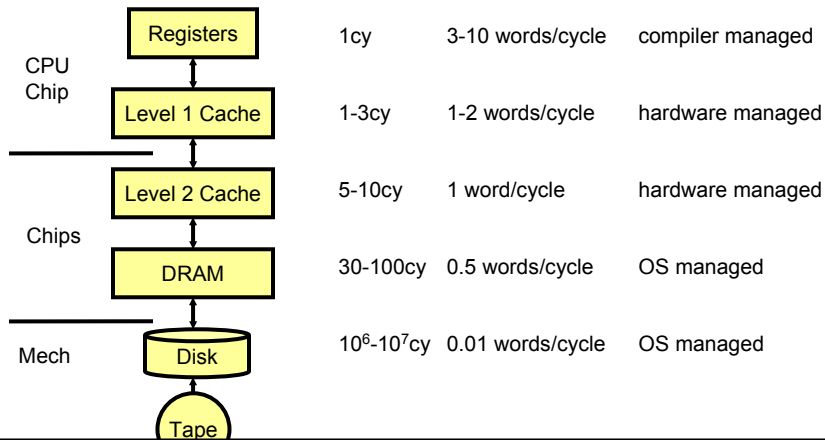 Registers 1cy 3-10 words/cycle compiler managed
CPU
Chip
Level 1 Cache 1-3cy 1-2 words/cycle hardware managed
Level 2 Cache 5-10cy 1 word/cycle hardware managed
Chips
DRAM 30-100cy 0.5 words/cycle OS managed
Mech Disk 10⁶-10⁷cy 0.01 words/cycle OS managed
Tape